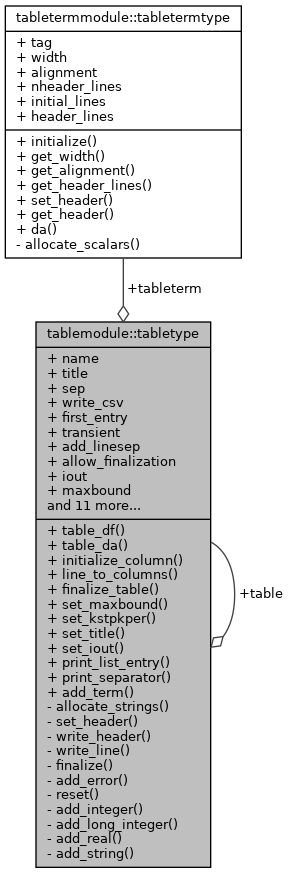 tabletermmodule::tabletermtype
+ tag
+ width
+ alignment
+ nheader_lines
+ initial_lines
+ header_lines
+ initialize()
+ get_width()
+ get_alignment()
+ get_header_lines()
+ set_header()
+ get_header()
+ da()
- allocate_scalars()
+tableterm
tablemodule::tabletype
+ name
+ title
+ sep
+ write_csv
+ first_entry
+ transient
+ add_linesep
+ allow_finalization
+ iout
+ maxbound
and 11 more...
+ table_df()
+ table_da()
+ initialize_column()
+ line_to_columns()
+ finalize_table()
+ set_maxbound()
+ set_kstpkper()
+ set_title()
+ set_iout()
+ print_list_entry()
+ print_separator()
+ add_term()
- allocate_strings()
- set_header()
- write_header()
- write_line()
- finalize()
- add_error()
- reset()
- add_integer()
- add_long_integer()
- add_real()
- add_string()
+table